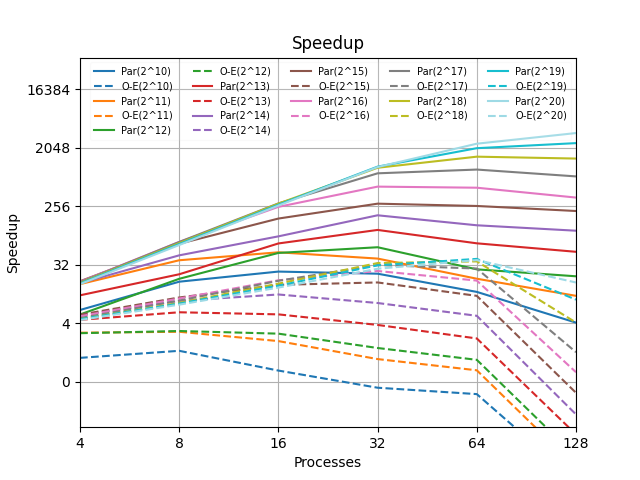 Speedup
Par(2^10) O-E(2^12) Par(2^15) Par(2^17) Par(2^19)
O-E(2^10) Par(2^13) O-E(2^15) O-E(2^17) O-E(2^19)
Par(2^11) O-E(2^13) Par(2^16) Par(2^18) Par(2^20)
O-E(2^11) Par(2^14) O-E(2^16) O-E(2^18) O-E(2^20)
Par(2^12) O-E(2^14)
16384
2048
256
32
4
0
Speedup
4 8 16 32 64 128
Processes